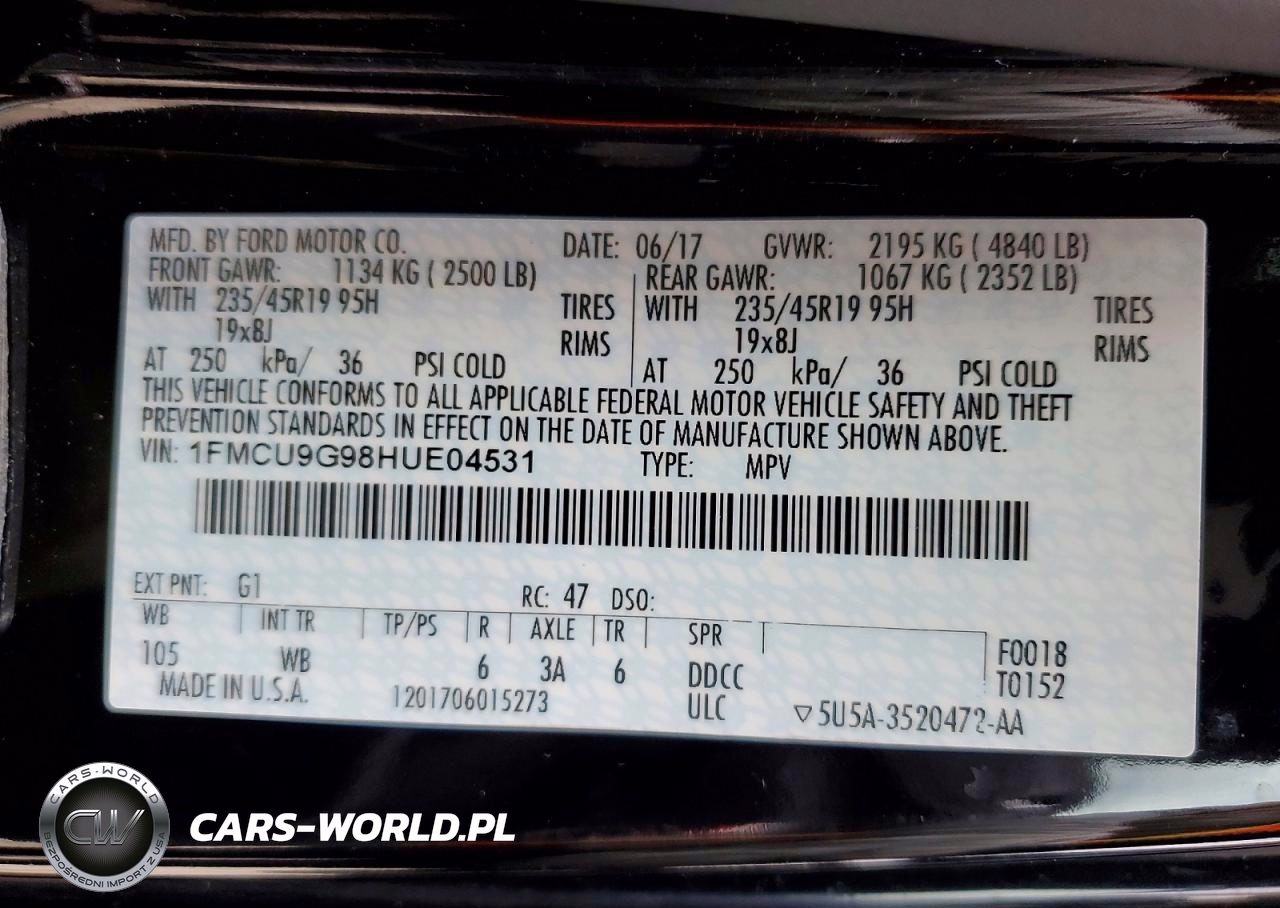 MFD. BY FORD MOTOR CO. DATE: 06/17 GVWR: 2195 KG ( 4840 LB)
FRONT GAWR: 1134 KG ( 2500 LB) REAR GAWR: 1067 KG ( 2352 LB)
WITH 235/45R19 95H TIRES WITH 235/45R19 95H TIRES
19x8J RIMS 19x8J RIMS
AT 250 kPa/ 36 PSI COLD AT 250 kPa/ 36 PSI COLD
THIS VEHICLE CONFORMS TO ALL APPLICABLE FEDERAL MOTOR VEHICLE SAFETY AND THEFT
PREVENTION STANDARDS IN EFFECT ON THE DATE OF MANUFACTURE SHOWN ABOVE.
VIN: 1FMCU9G98HUE04531 TYPE: MPV
EXT PNT: G1 RC: 47 DSO:
WB INT TR TP/PS R AXLE TR SPR
105 WB 6 3A 6 DDCC F0018
T0152
MADE IN U.S.A. 1201706015273 ULC ▽5U5A-3520472-AA
CARS-WORLD
CW
BEZPOŚREDNI IMPORT Z USA
CARS-WORLD.PL